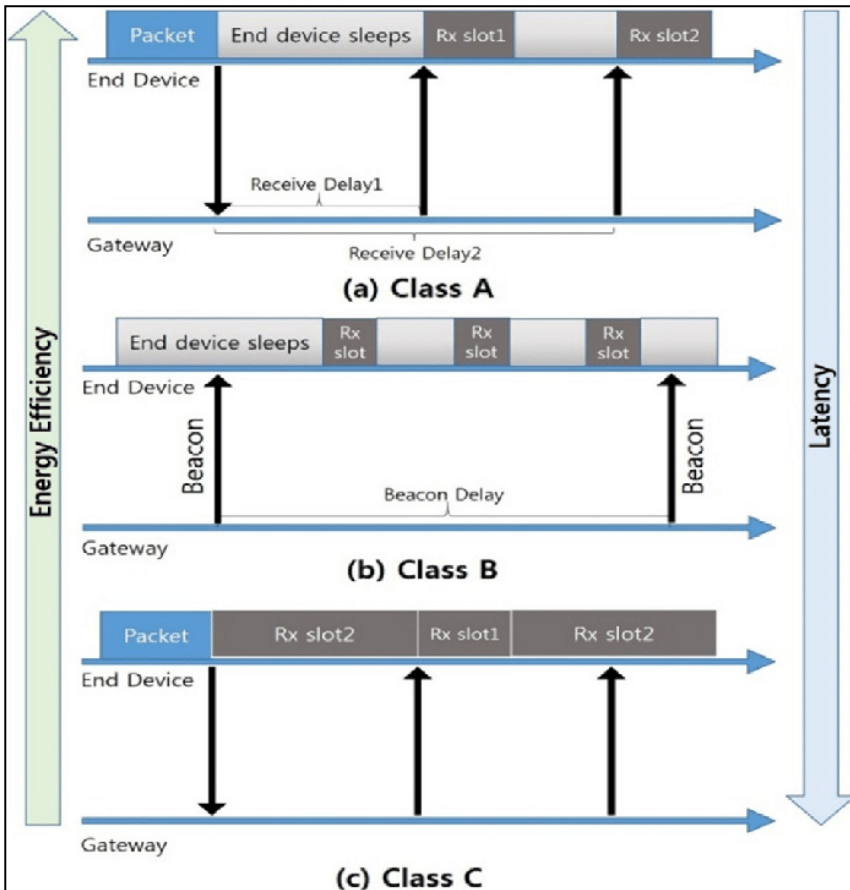 Packet
End device sleeps
Rx slot1
Rx slot2
End Device
Receive Delay1
Gateway
Receive Delay2
(a) Class A
End device sleeps
Rx
slot
Rx
slot
Rx
slot
End Device
Beacon
Beacon
Beacon Delay
Gateway
(b) Class B
Packet
Rx slot2
Rx slot1
Rx slot2
End Device
Gateway
(c) Class C
Energy Efficiency
Latency